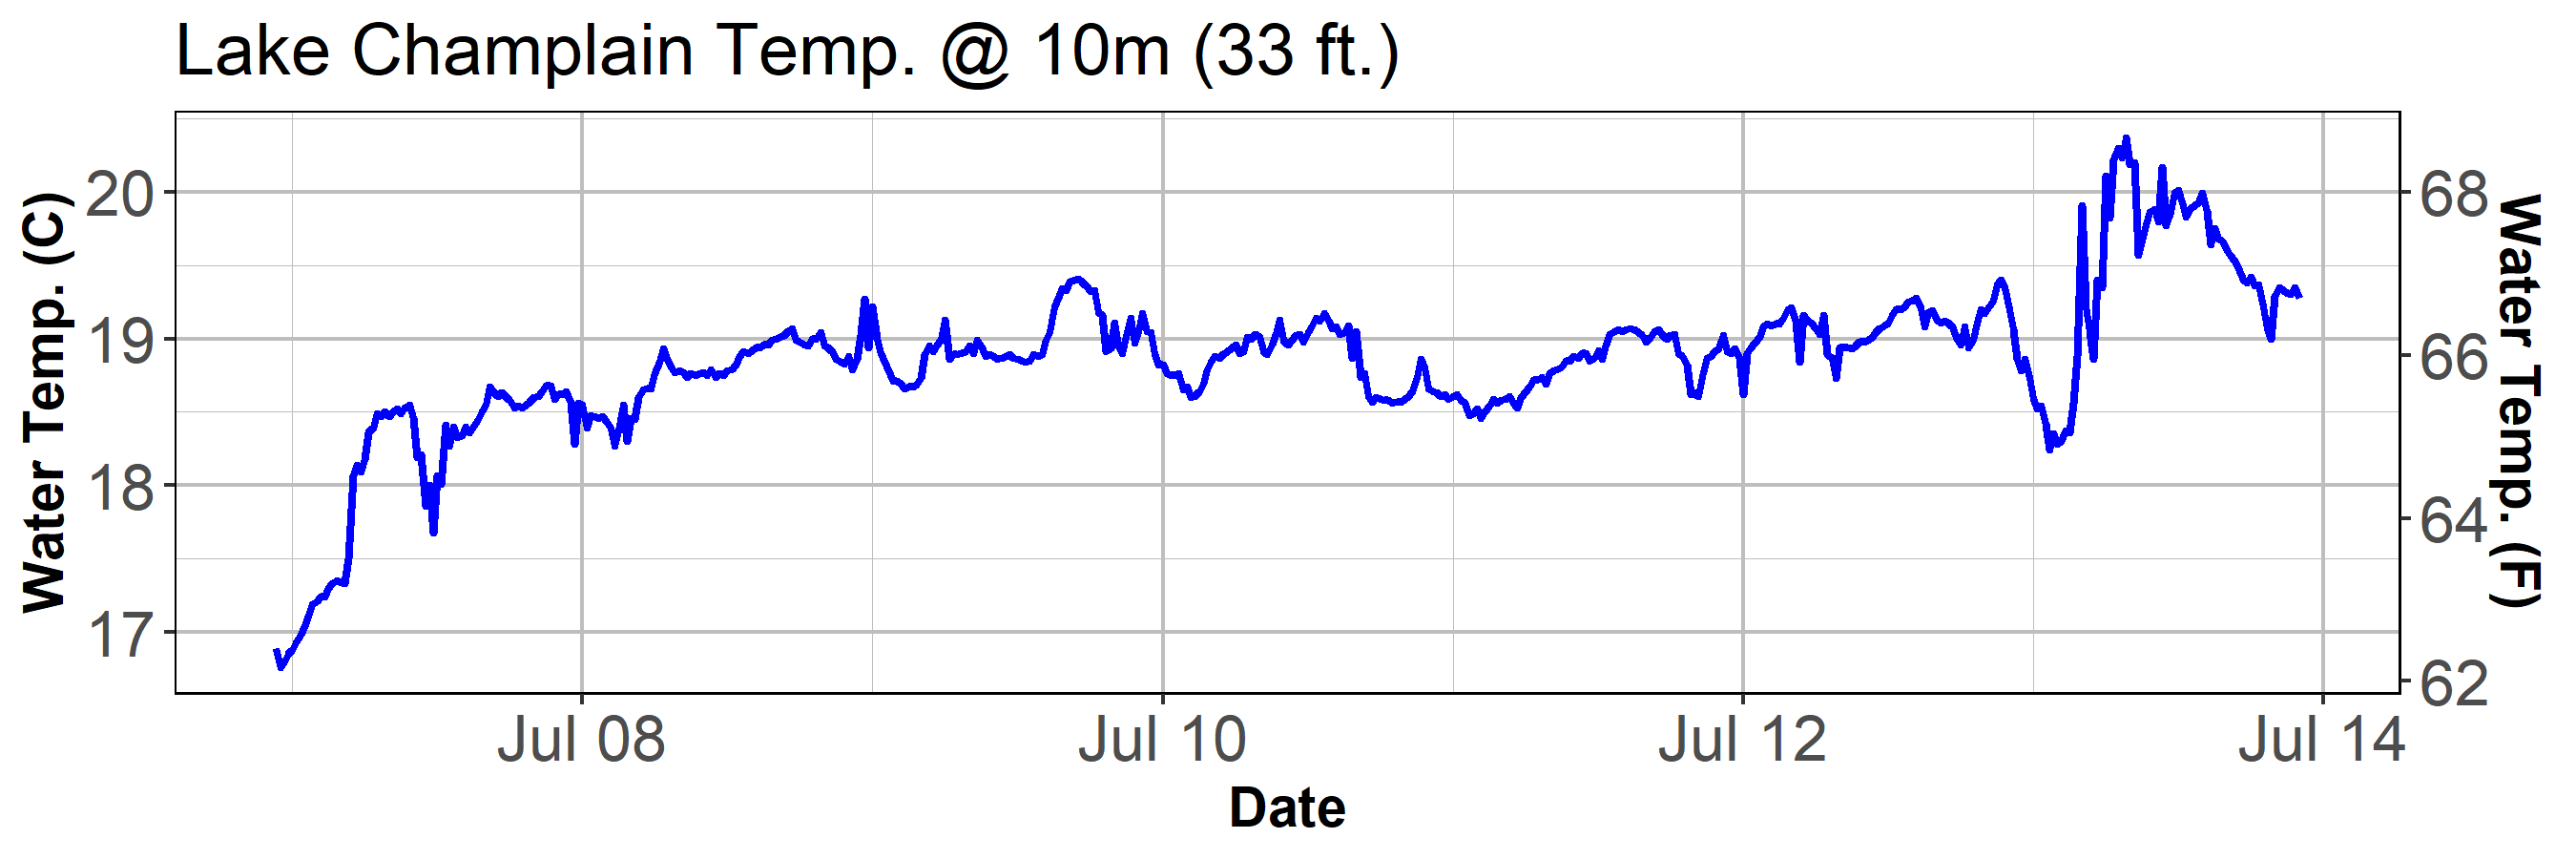 Lake Champlain Temp. @ 10m (33 ft.)
Water Temp. (C)
20
19
18
17
68
66
64
62
Water Temp. (F)
Jul 08
Jul 10
Jul 12
Jul 14
Date